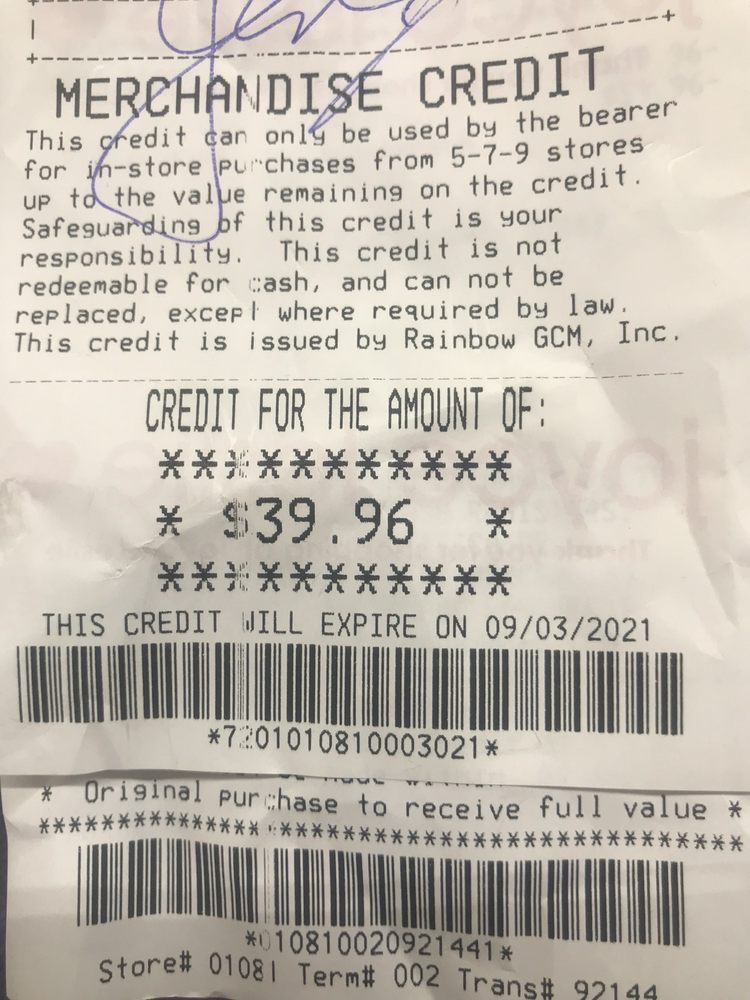 MERCHANDISE CREDIT
This credit can only be used by the bearer
for in-store purchases from 5-7-9 stores
up to the value remaining on the credit.
Safeguarding of this credit is your
responsibility. This credit is not
redeemable for cash, and can not be
replaced, except where required by law.
This credit is issued by Rainbow GCM, Inc.
CREDIT FOR THE AMOUNT OF:
***********
* $39.96 *
***********
THIS CREDIT WILL EXPIRE ON 09/03/2021
* Original purchase to receive full value *
*010810020921441*
Store# 01081 Term# 002 Trans# 92144